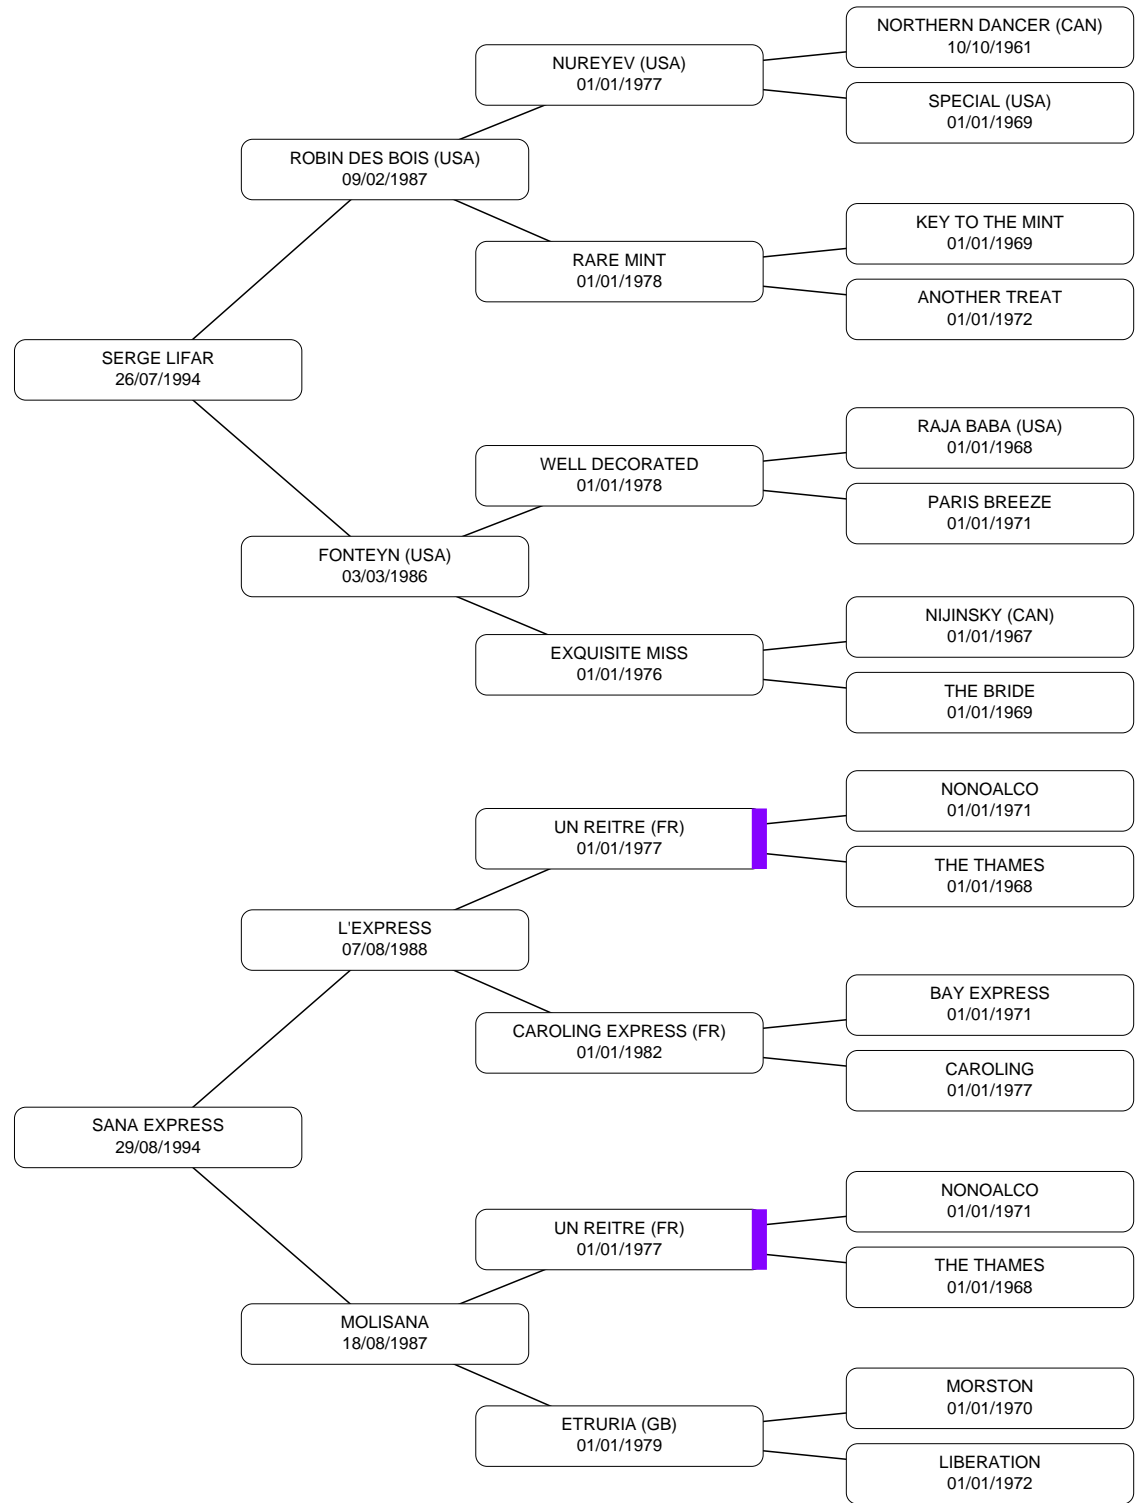 NORTHERN DANCER (CAN)
10/10/1961
NUREYEV (USA)
01/01/1977
SPECIAL (USA)
01/01/1969
ROBIN DES BOIS (USA)
09/02/1987
KEY TO THE MINT
01/01/1969
RARE MINT
01/01/1978
ANOTHER TREAT
01/01/1972
SERGE LIFAR
26/07/1994
RAJA BABA (USA)
01/01/1968
WELL DECORATED
01/01/1978
PARIS BREEZE
01/01/1971
FONTEYN (USA)
03/03/1986
NIJINSKY (CAN)
01/01/1967
EXQUISITE MISS
01/01/1976
THE BRIDE
01/01/1969
NONOALCO
01/01/1971
UN REITRE (FR)
01/01/1977
THE THAMES
01/01/1968
L'EXPRESS
07/08/1988
BAY EXPRESS
01/01/1971
CAROLING EXPRESS (FR)
01/01/1982
CAROLING
01/01/1977
SANA EXPRESS
29/08/1994
NONOALCO
01/01/1971
UN REITRE (FR)
01/01/1977
THE THAMES
01/01/1968
MOLISANA
18/08/1987
MORSTON
01/01/1970
ETRURIA (GB)
01/01/1979
LIBERATION
01/01/1972